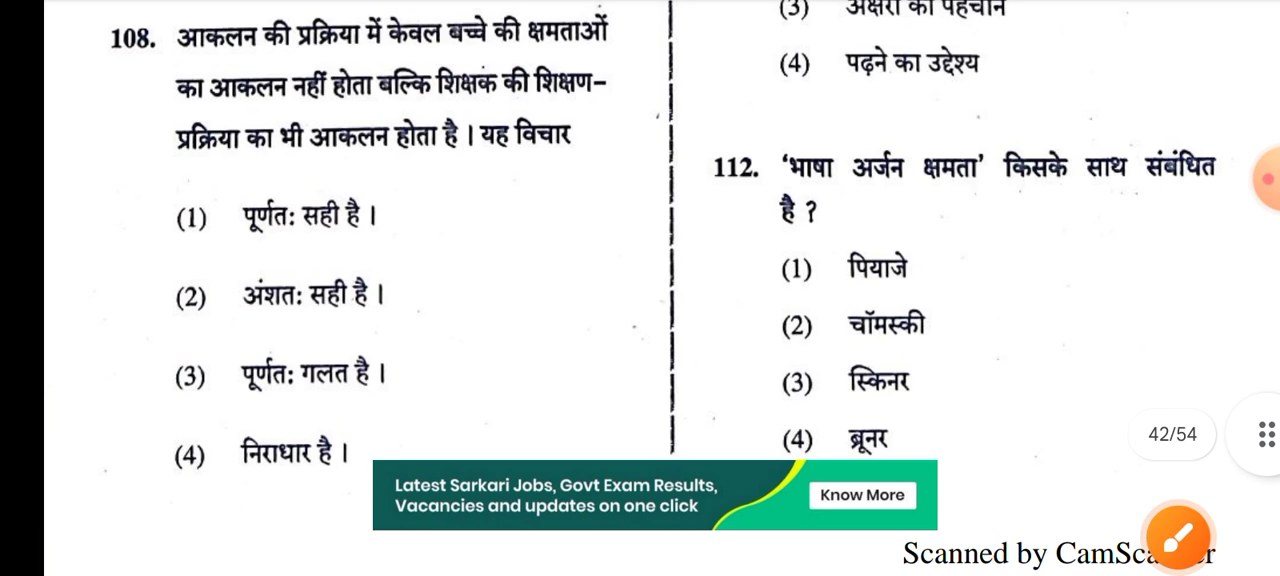 108. आकलन की प्रक्रिया में केवल बच्चे की क्षमताओं
का आकलन नहीं होता बल्कि शिक्षक की शिक्षण-
प्रक्रिया का भी आकलन होता है । यह विचार
(1) पूर्णत: सही है ।
(2) अंशत: सही है ।
(3) पूर्णत: गलत है ।
(4) निराधार है ।
(3) अक्षरों की पहचान
(4) पढ़ने का उद्देश्य
112. ‘भाषा अर्जन क्षमता’ किसके साथ संबंधित
है ?
(1) पियाजे
(2) चॉमस्की
(3) स्किनर
(4) ब्रूनर
42/54
Latest Sarkari Jobs, Govt Exam Results,
Vacancies and updates on one click
Know More
Scanned by